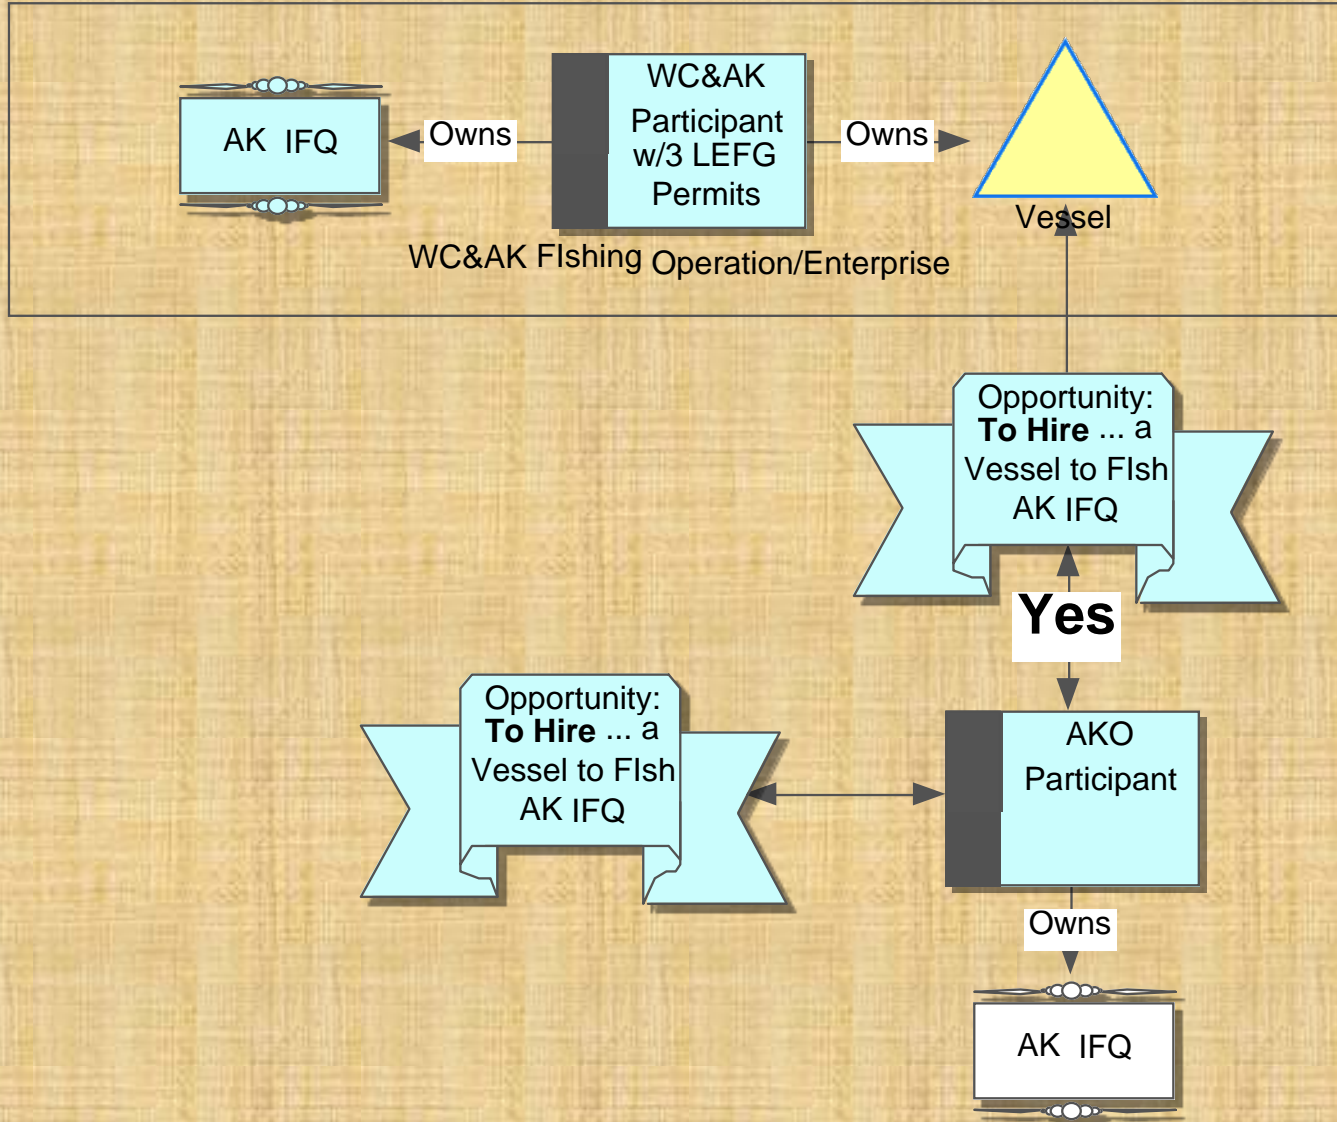 AK IFQ
Owns
WC&AK
Participant
w/3 LEFG
Permits
Owns
Vessel
WC&AK FIshing Operation/Enterprise
Opportunity:
To Hire ... a
Vessel to FIsh
AK IFQ
Yes
Opportunity:
To Hire ... a
Vessel to FIsh
AK IFQ
AKO
Participant
Owns
AK IFQ